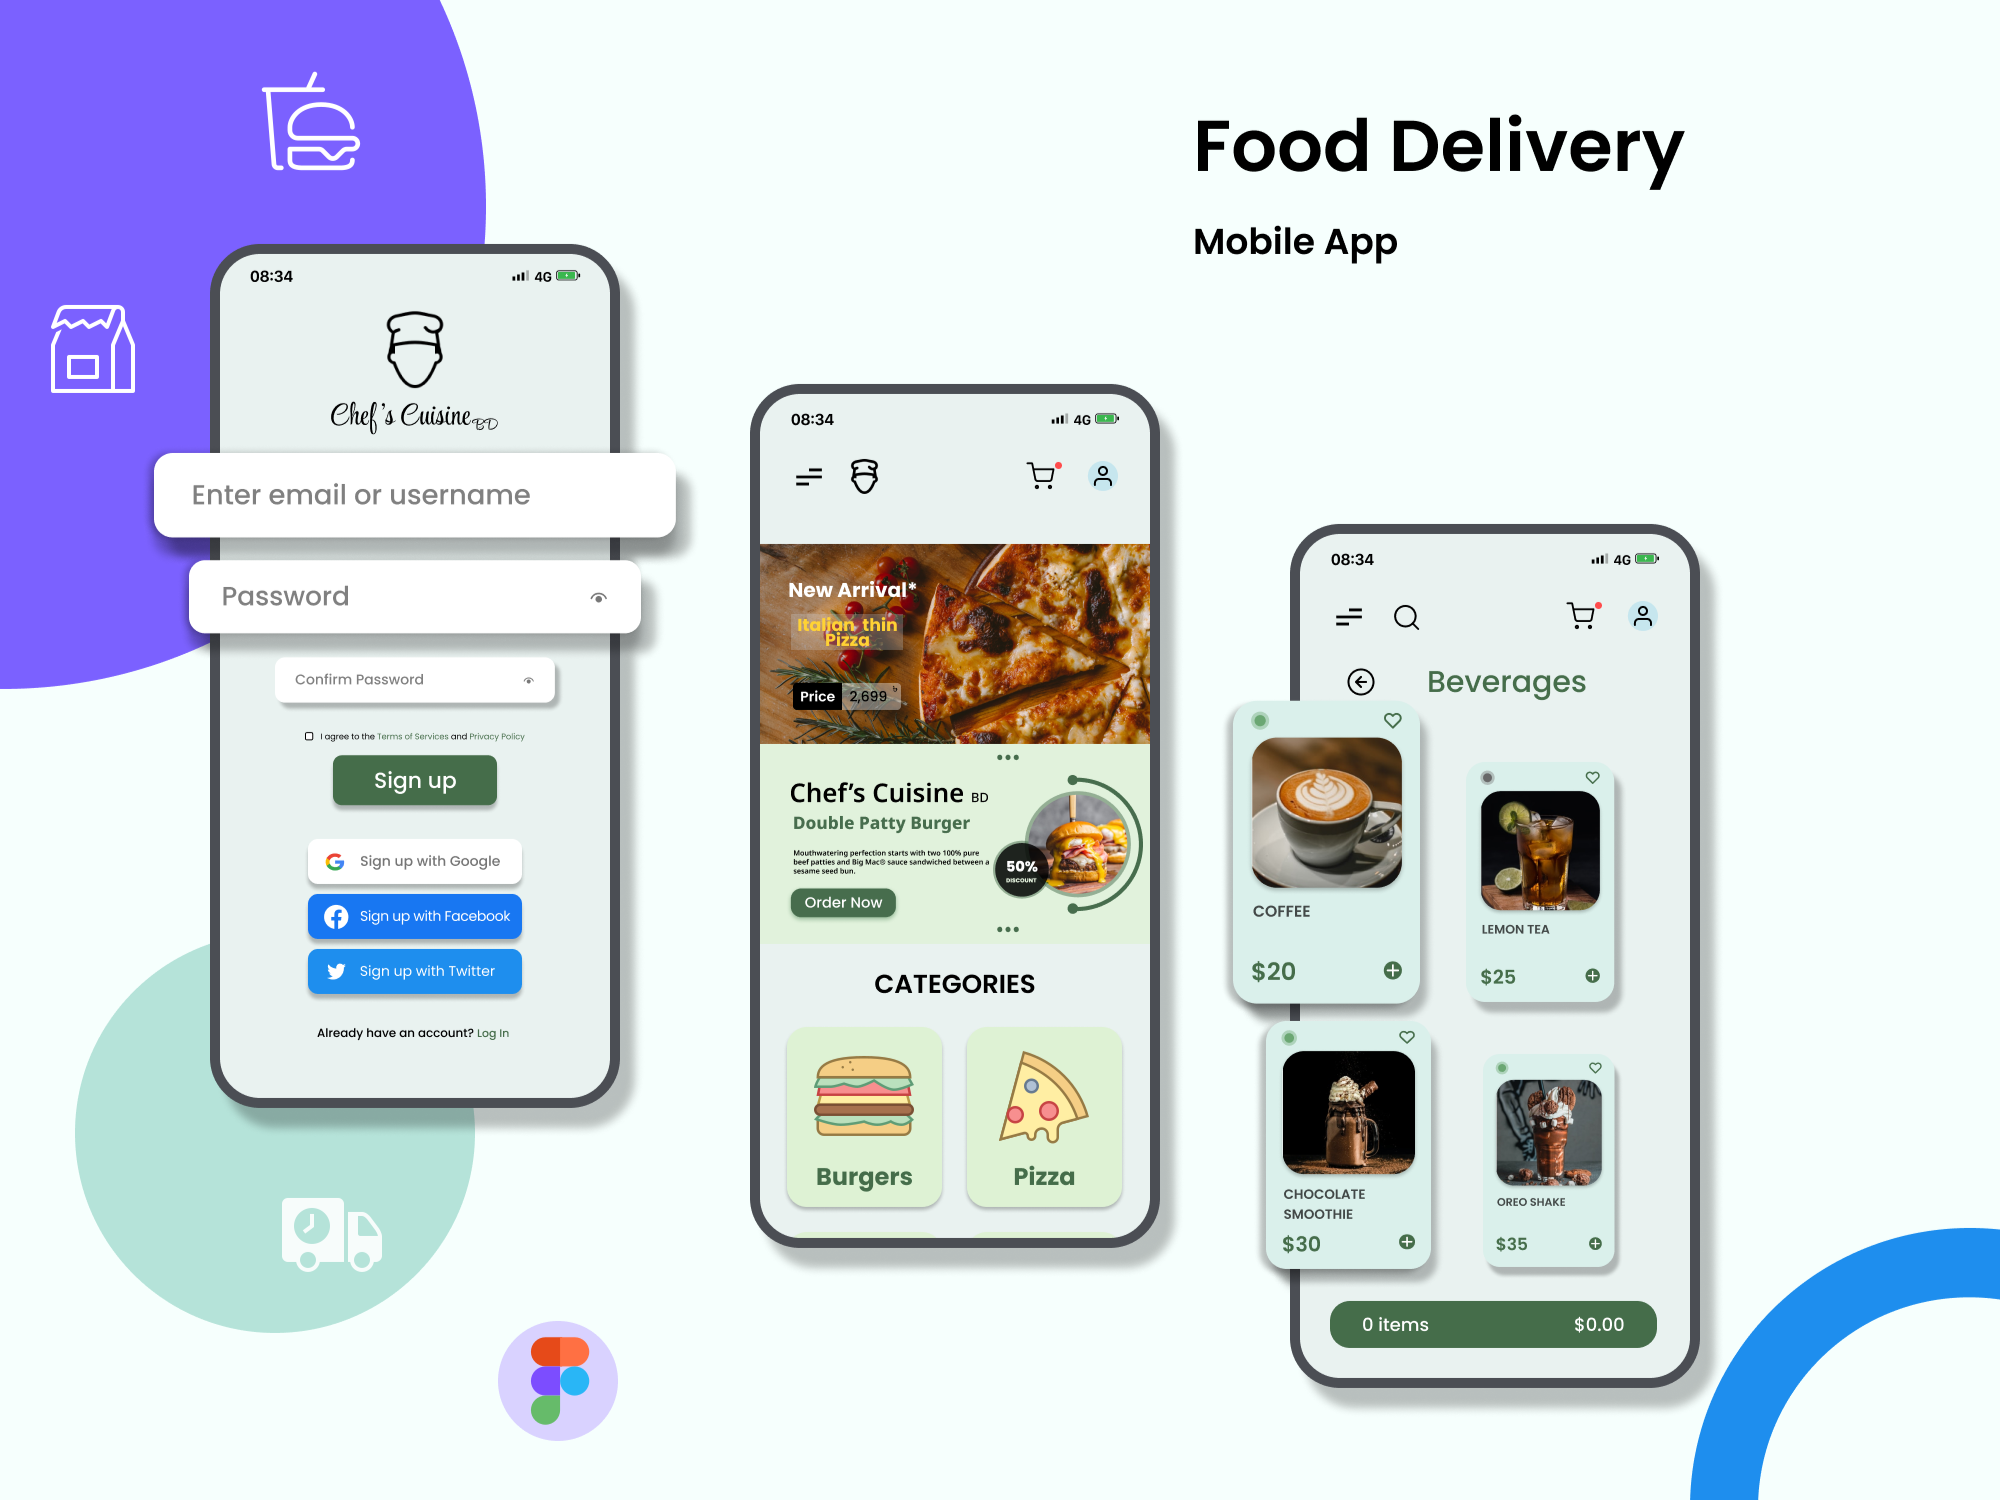 Food Delivery
Mobile App
08:34
4G
Chef's Cuisine BD
Enter email or username
Password
Confirm Password
I agree to the Terms of Services and Privacy Policy
Sign up
Sign up with Google
Sign up with Facebook
Sign up with Twitter
Already have an account? Log In
08:34
4G
New Arrival*
Italian thin
Pizza
Price 2,699 ৳
Chef's Cuisine BD
Double Patty Burger
Mouthwatering perfection starts with two 100% pure
beef patties and Big Mac® sauce sandwiched between a
sesame seed bun.
50%
DISCOUNT
Order Now
CATEGORIES
Burgers
Pizza
08:34
4G
Beverages
COFFEE
$20
LEMON TEA
$25
CHOCOLATE
SMOOTHIE
$30
OREO SHAKE
$35
0 items
$0.00